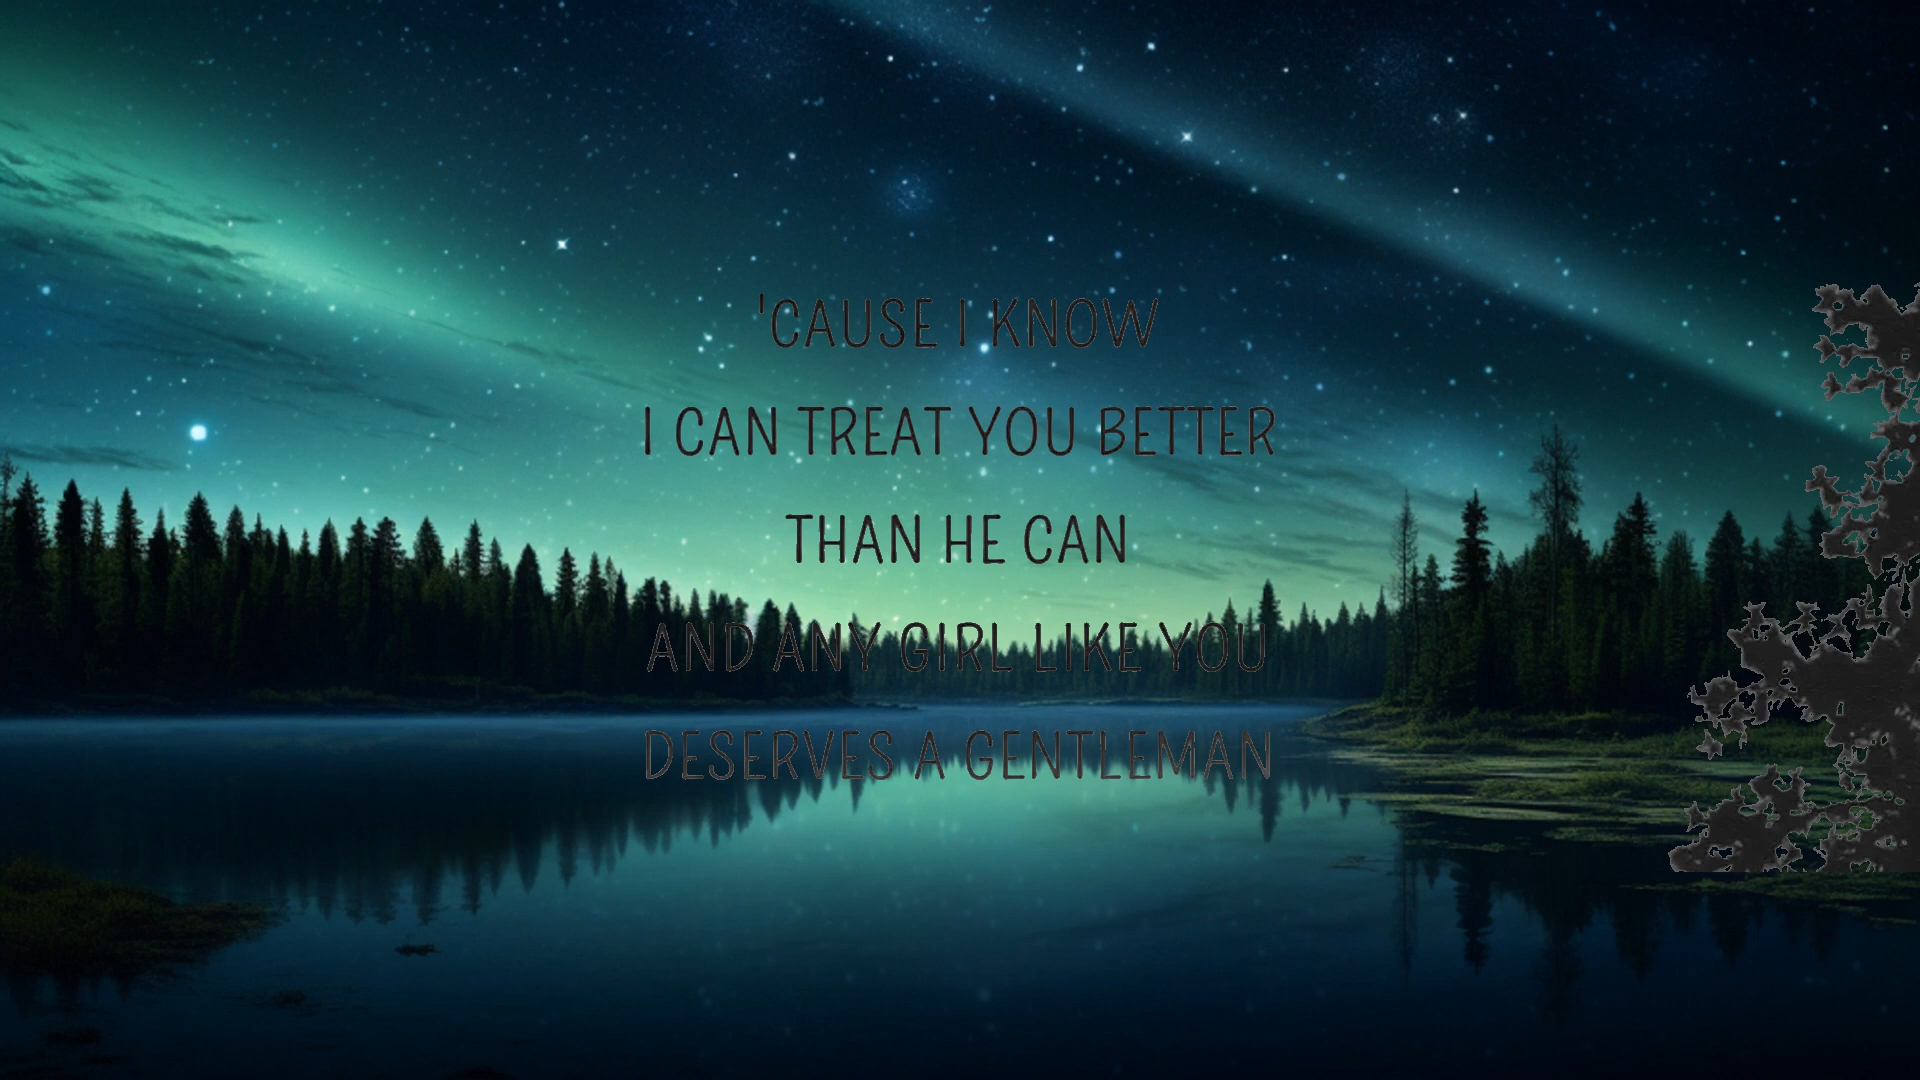 'CAUSE I KNOW
I CAN TREAT YOU BETTER
THAN HE CAN
AND ANY GIRL LIKE YOU
DESERVES A GENTLEMAN